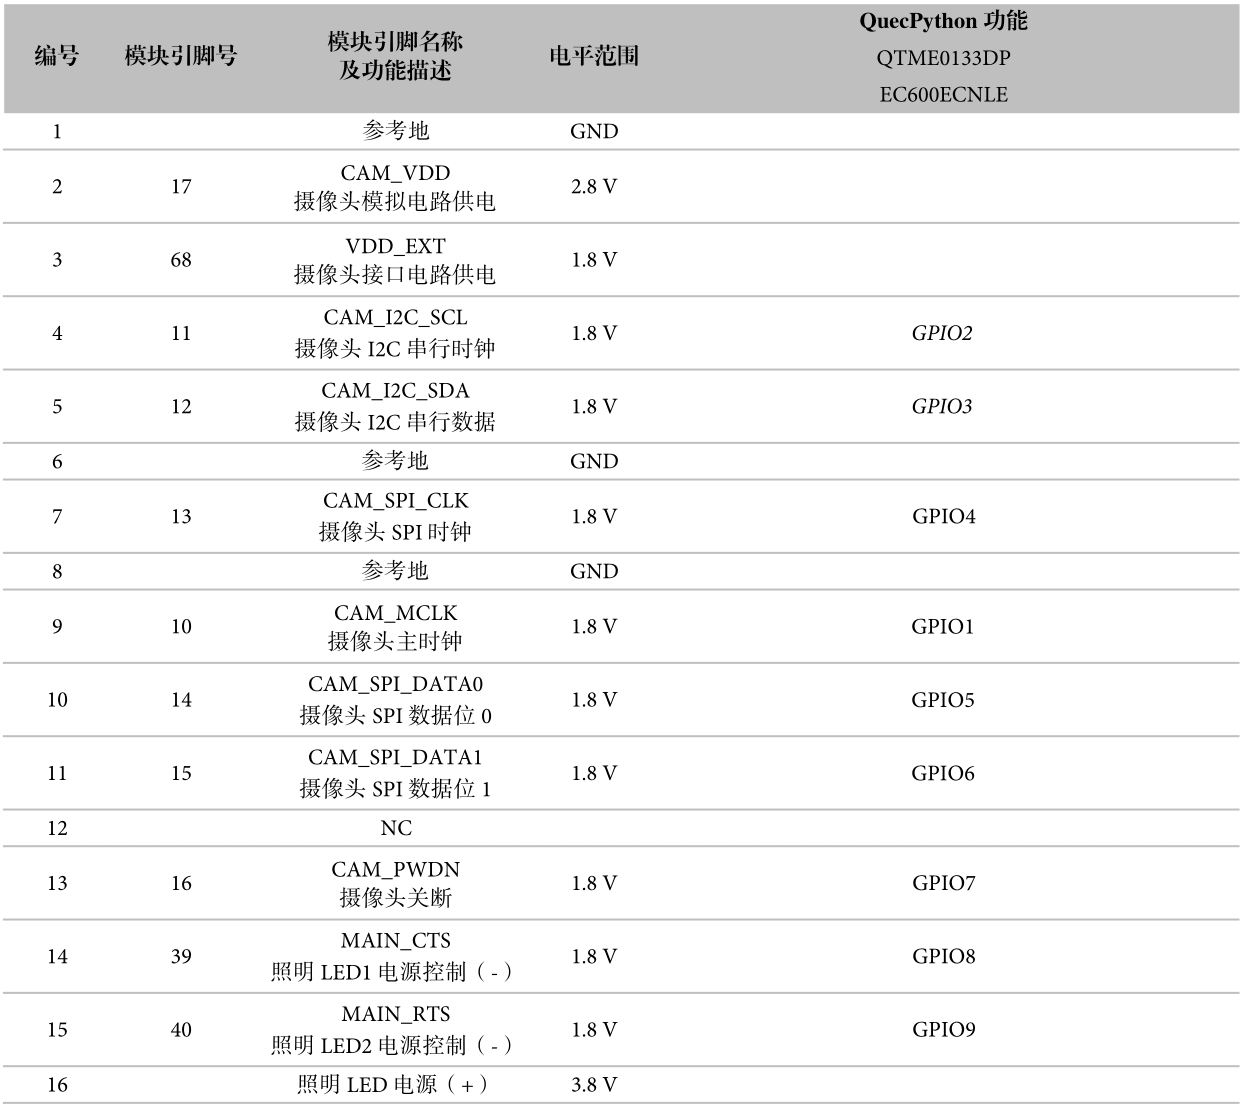 编号 模块引脚号 模块引脚名称 及功能描述 电平范围 QuecPython 功能
QTME0133DP
EC600ECNLE
1 参考地 GND
2 17 CAM_VDD 2.8 V
摄像头模拟电路供电
3 68 VDD_EXT 1.8 V
摄像头接口电路供电
4 11 CAM_I2C_SCL 1.8 V GPIO2
摄像头 I2C 串行时钟
5 12 CAM_I2C_SDA 1.8 V GPIO3
摄像头 I2C 串行数据
6 参考地 GND
7 13 CAM_SPI_CLK 1.8 V GPIO4
摄像头 SPI 时钟
8 参考地 GND
9 10 CAM_MCLK 1.8 V GPIO1
摄像头主时钟
10 14 CAM_SPI_DATA0 1.8 V GPIO5
摄像头 SPI 数据位 0
11 15 CAM_SPI_DATA1 1.8 V GPIO6
摄像头 SPI 数据位 1
12 NC
13 16 CAM_PWDN 1.8 V GPIO7
摄像头关断
14 39 MAIN_CTS 1.8 V GPIO8
照明 LED1 电源控制（-）
15 40 MAIN_RTS 1.8 V GPIO9
照明 LED2 电源控制（-）
16 照明 LED 电源（+） 3.8 V